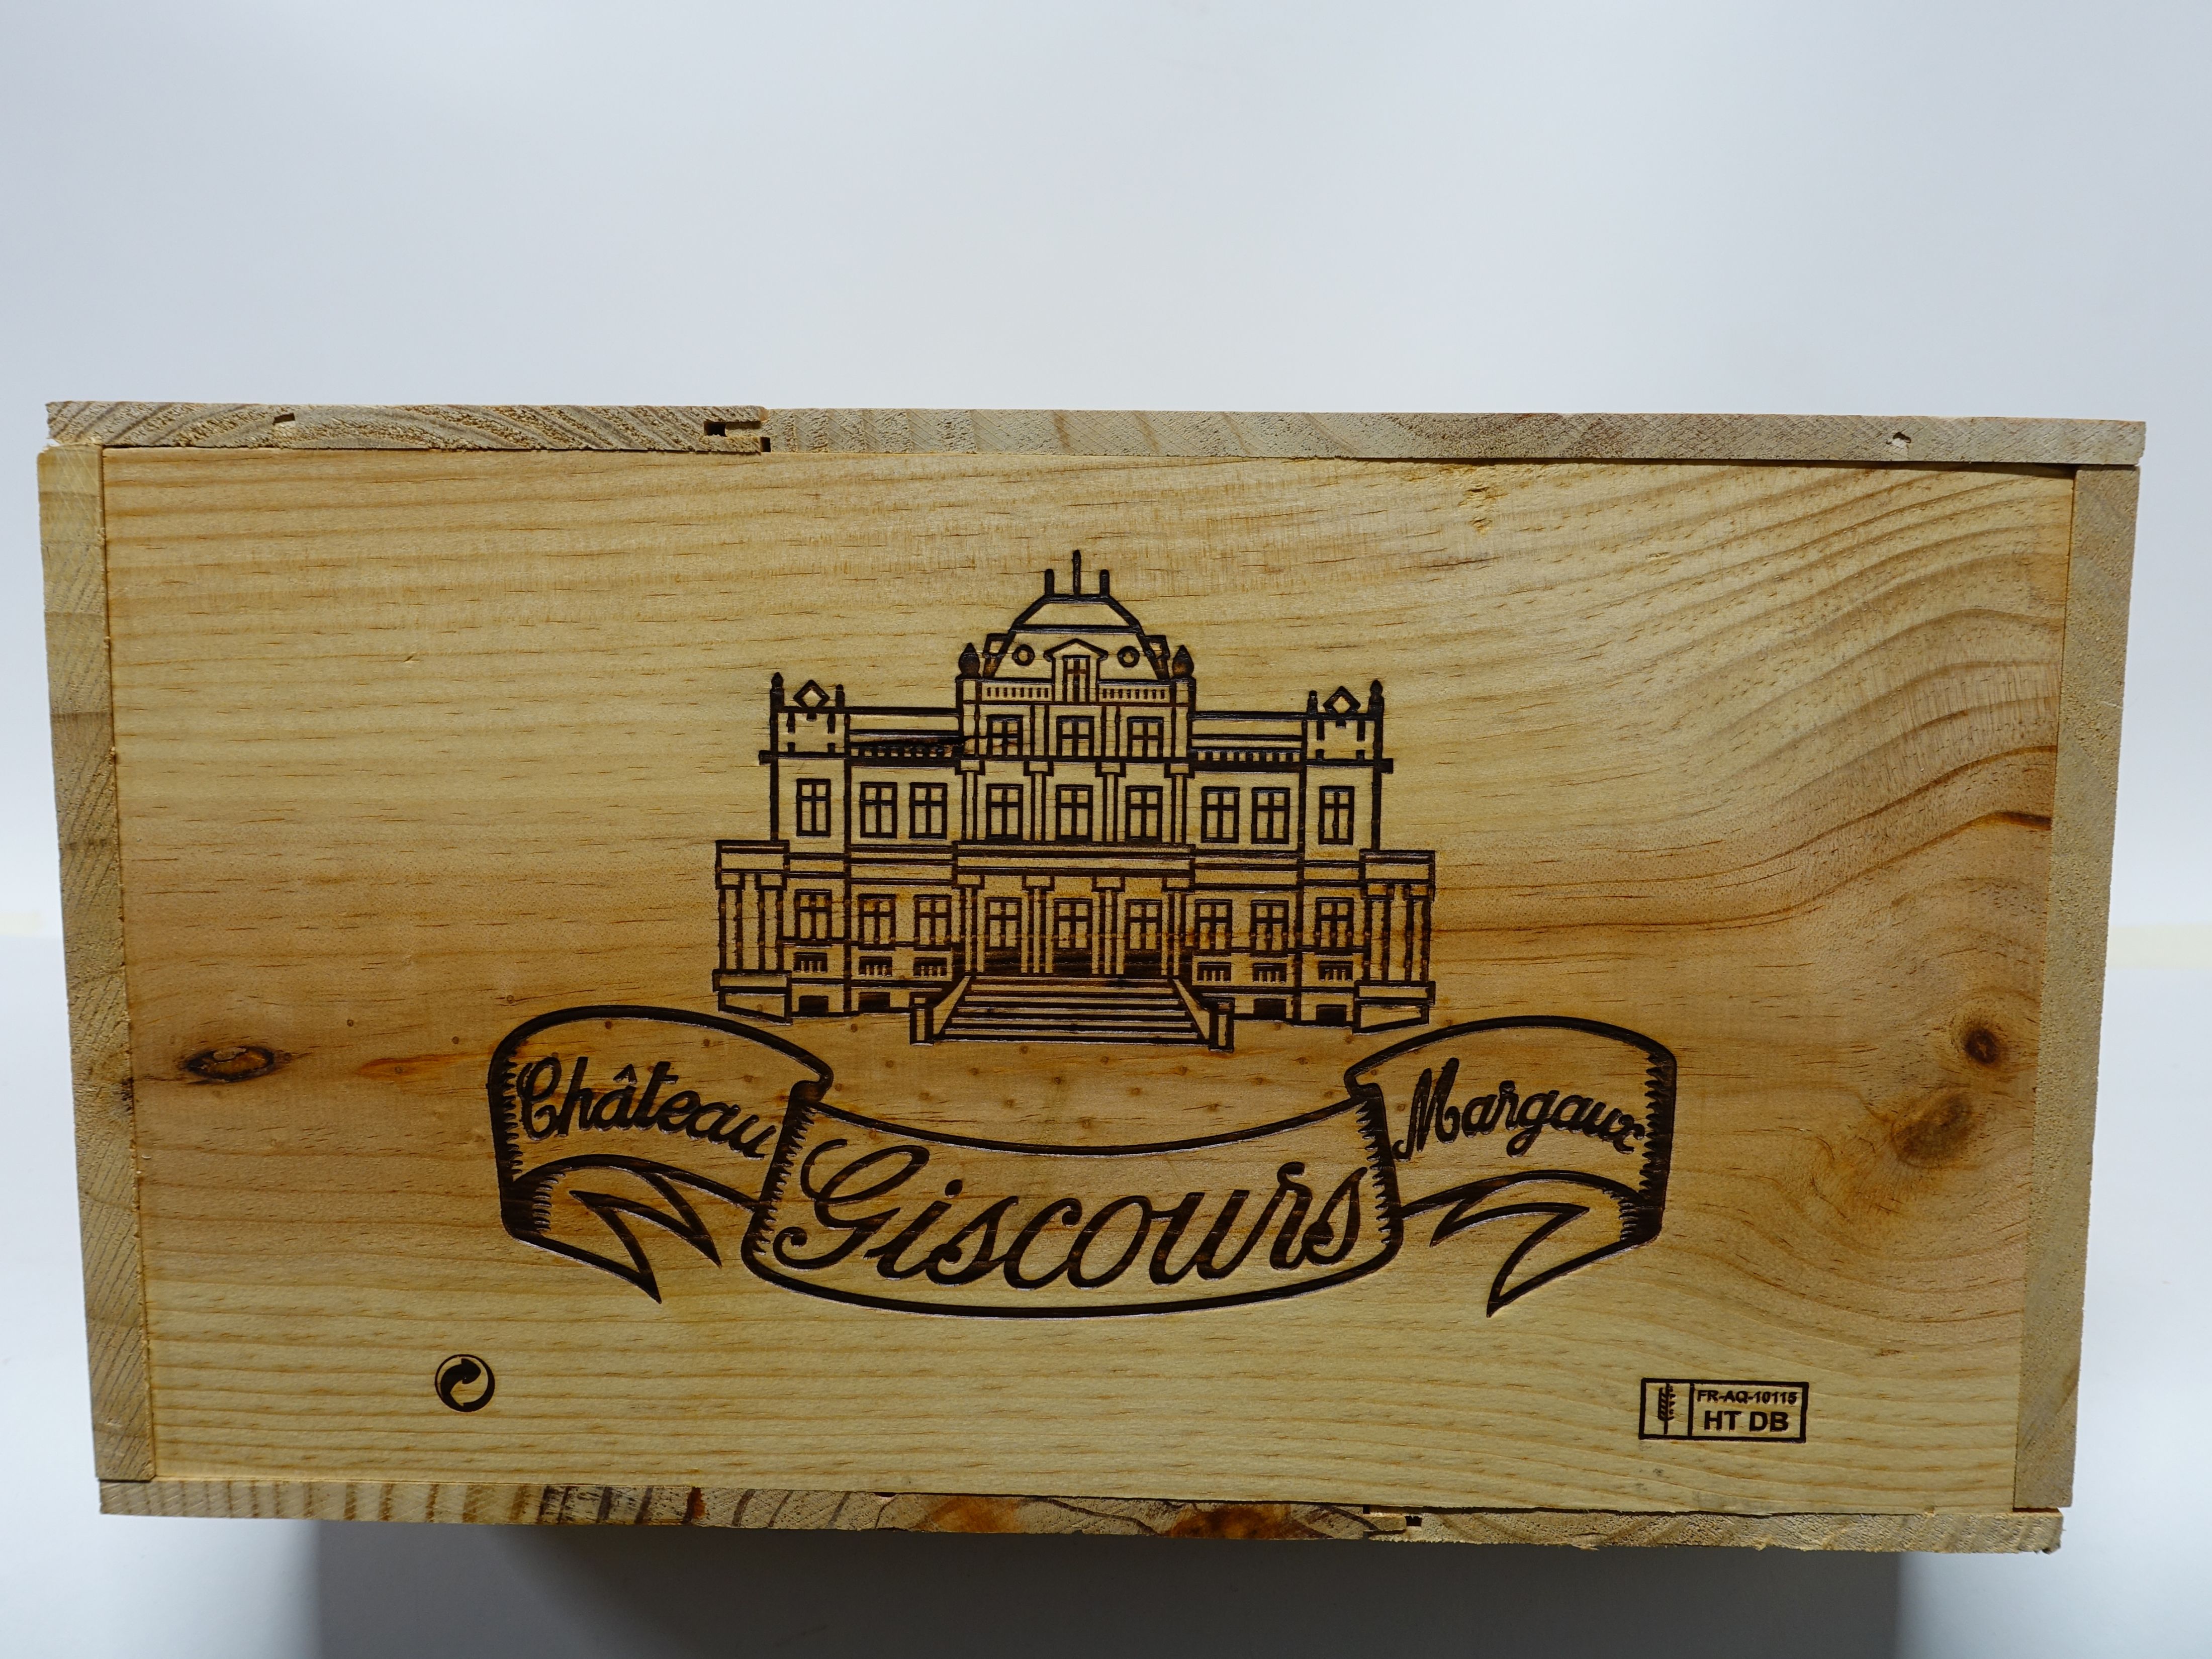 Château
Giscours
Margaux
FR-AQ-10115
HT DB